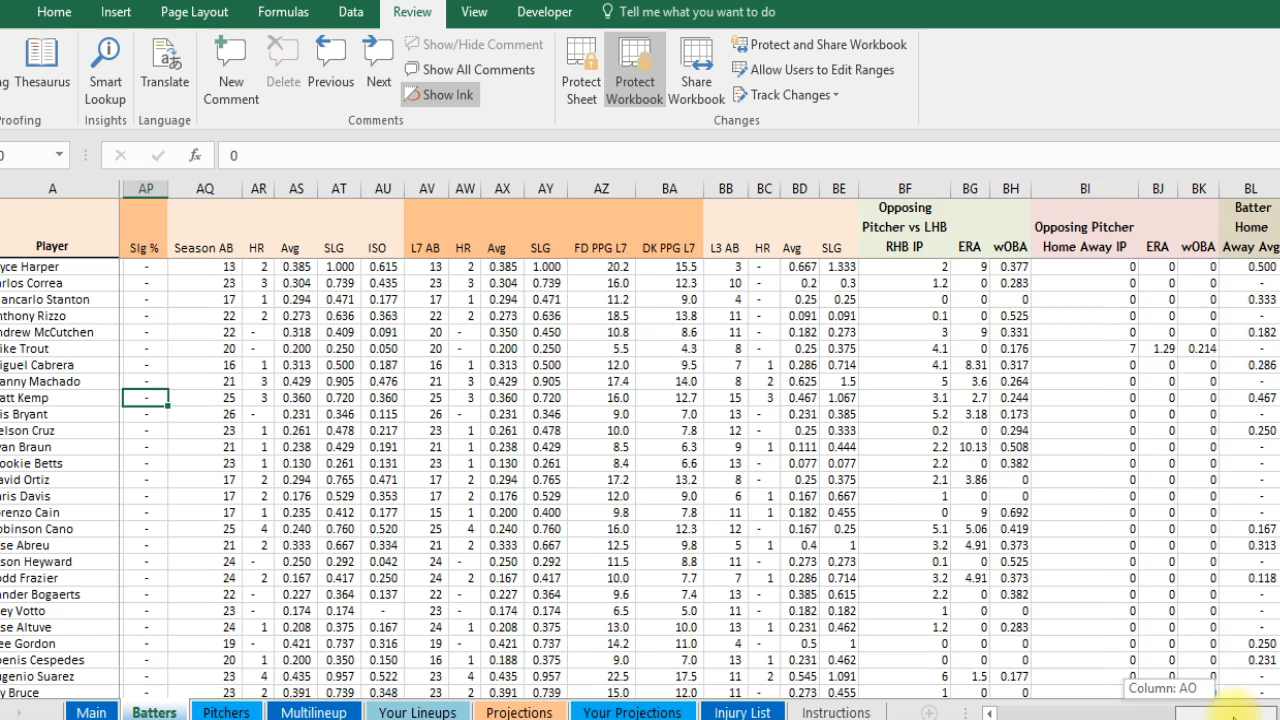 Home Insert Page Layout Formulas Data Review View Developer Tell me what you want to do
Thesaurus Smart Lookup Translate New Comment Delete Previous Next Show/Hide Comment Show All Comments Show Ink Protect Sheet Protect Workbook Share Workbook Protect and Share Workbook Allow Users to Edit Ranges Track Changes
roofing Insights Language Comments Changes
0 fx 0
A AP AQ AR AS AT AU AV AW AX AY AZ BA BB BC BD BE BF BG BH BI BJ BK BL
Player Slg % Season AB HR Avg SLG ISO L7 AB HR Avg SLG FD PPG L7 DK PPG L7 L3 AB HR Avg SLG Opposing Pitcher vs LHB RHB IP ERA wOBA Opposing Pitcher Home Away IP ERA wOBA Batter Home Away Avg
yce Harper - 13 2 0.385 1.000 0.615 13 2 0.385 1.000 20.2 15.5 3 - 0.667 1.333 2 9 0.377 0 0 0 0.500
arlos Correa - 23 3 0.304 0.739 0.435 23 3 0.304 0.739 16.0 12.3 10 - 0.2 0.3 1.2 0 0.283 0 0 0 -
iancarlo Stanton - 17 1 0.294 0.471 0.177 17 1 0.294 0.471 11.2 9.0 4 - 0.25 0.25 0 0 0 0 0 0 0.333
nthony Rizzo - 22 2 0.273 0.636 0.363 22 2 0.273 0.636 18.5 13.8 11 - 0.091 0.091 0.1 0 0.525 0 0 0 -
ndrew McCutchen - 22 - 0.318 0.409 0.091 20 - 0.350 0.450 10.8 8.6 11 - 0.182 0.273 3 9 0.331 0 0 0 0.182
ike Trout - 20 - 0.200 0.250 0.050 20 - 0.200 0.250 5.5 4.3 8 - 0.25 0.375 4.1 0 0.176 7 1.29 0.214 -
iguel Cabrera - 16 1 0.313 0.500 0.187 16 1 0.313 0.500 12.0 9.5 7 1 0.286 0.714 4.1 8.31 0.317 0 0 0 0.286
anny Machado - 21 3 0.429 0.905 0.476 21 3 0.429 0.905 17.4 14.0 8 2 0.625 1.5 5 3.6 0.264 0 0 0 -
att Kemp - 25 3 0.360 0.720 0.360 25 3 0.360 0.720 16.0 12.7 15 3 0.467 1.067 3.1 2.7 0.244 0 0 0 0.467
ris Bryant - 26 - 0.231 0.346 0.115 26 - 0.231 0.346 9.0 7.0 13 - 0.231 0.385 5.2 3.18 0.173 0 0 0 -
elson Cruz - 23 1 0.261 0.478 0.217 23 1 0.261 0.478 10.0 7.8 12 - 0.25 0.333 0.2 0 0.294 0 0 0 0.250
yan Braun - 21 1 0.238 0.429 0.191 21 1 0.238 0.429 8.5 6.3 9 1 0.111 0.444 2.2 10.13 0.508 0 0 0 -
ookie Betts - 23 1 0.130 0.261 0.131 23 1 0.130 0.261 8.4 6.6 13 - 0.077 0.077 2.2 0 0.382 0 0 0 -
avid Ortiz - 17 2 0.294 0.765 0.471 17 2 0.294 0.765 17.2 13.2 8 - 0.25 0.375 2.1 3.86 0 0 0 0 -
hris Davis - 17 2 0.176 0.529 0.353 17 2 0.176 0.529 12.0 9.0 6 1 0.167 0.667 1 0 0 0 0 0 -
orenzo Cain - 17 1 0.235 0.412 0.177 15 1 0.200 0.400 9.8 7.8 11 1 0.182 0.455 0 9 0.692 0 0 0 -
obinson Cano - 25 4 0.240 0.760 0.520 25 4 0.240 0.760 16.0 12.3 12 - 0.167 0.25 5.1 5.06 0.419 0 0 0 0.167
se Abreu - 21 2 0.333 0.667 0.334 21 2 0.333 0.667 12.5 9.8 5 1 0.4 1 3.2 4.91 0.373 0 0 0 0.313
son Heyward - 24 - 0.250 0.292 0.042 24 - 0.250 0.292 11.5 8.8 11 - 0.273 0.273 0.1 0 0.525 0 0 0 -
odd Frazier - 24 2 0.167 0.417 0.250 24 2 0.167 0.417 10.0 7.7 7 1 0.286 0.714 3.2 4.91 0.373 0 0 0 0.118
ander Bogaerts - 22 - 0.227 0.364 0.137 22 - 0.227 0.364 9.6 7.4 13 - 0.385 0.615 2.2 0 0.382 0 0 0 -
ey Votto - 23 - 0.174 0.174 - 23 - 0.174 0.174 6.5 5.0 11 - 0.182 0.182 1 0 0 0 0 0 -
se Altuve - 24 1 0.208 0.375 0.167 24 1 0.208 0.375 13.0 10.0 13 - 0.231 0.462 1.2 0 0.283 0 0 0 -
ee Gordon - 19 - 0.421 0.737 0.316 19 - 0.421 0.737 14.2 11.0 4 - 0.5 1 0 0 0 0 0 0 0.250
penis Cespedes - 20 1 0.200 0.350 0.150 16 1 0.188 0.375 9.0 7.0 13 1 0.231 0.462 0 0 0 0 0 0 0.231
ugenio Suarez - 23 4 0.435 0.957 0.522 23 4 0.435 0.957 22.5 17.5 11 2 0.545 1.091 6 1.5 0.177 0 0 -
y Bruce - 23 2 0.391 0.739 0.348 23 2 0.391 0.739 15.0 12.0 11 - 0.273 0.455 1 0 0 0 0 -
Column: AO
Main Batters Pitchers Multilineup Your Lineups Projections Your Projections Injury List Instructions